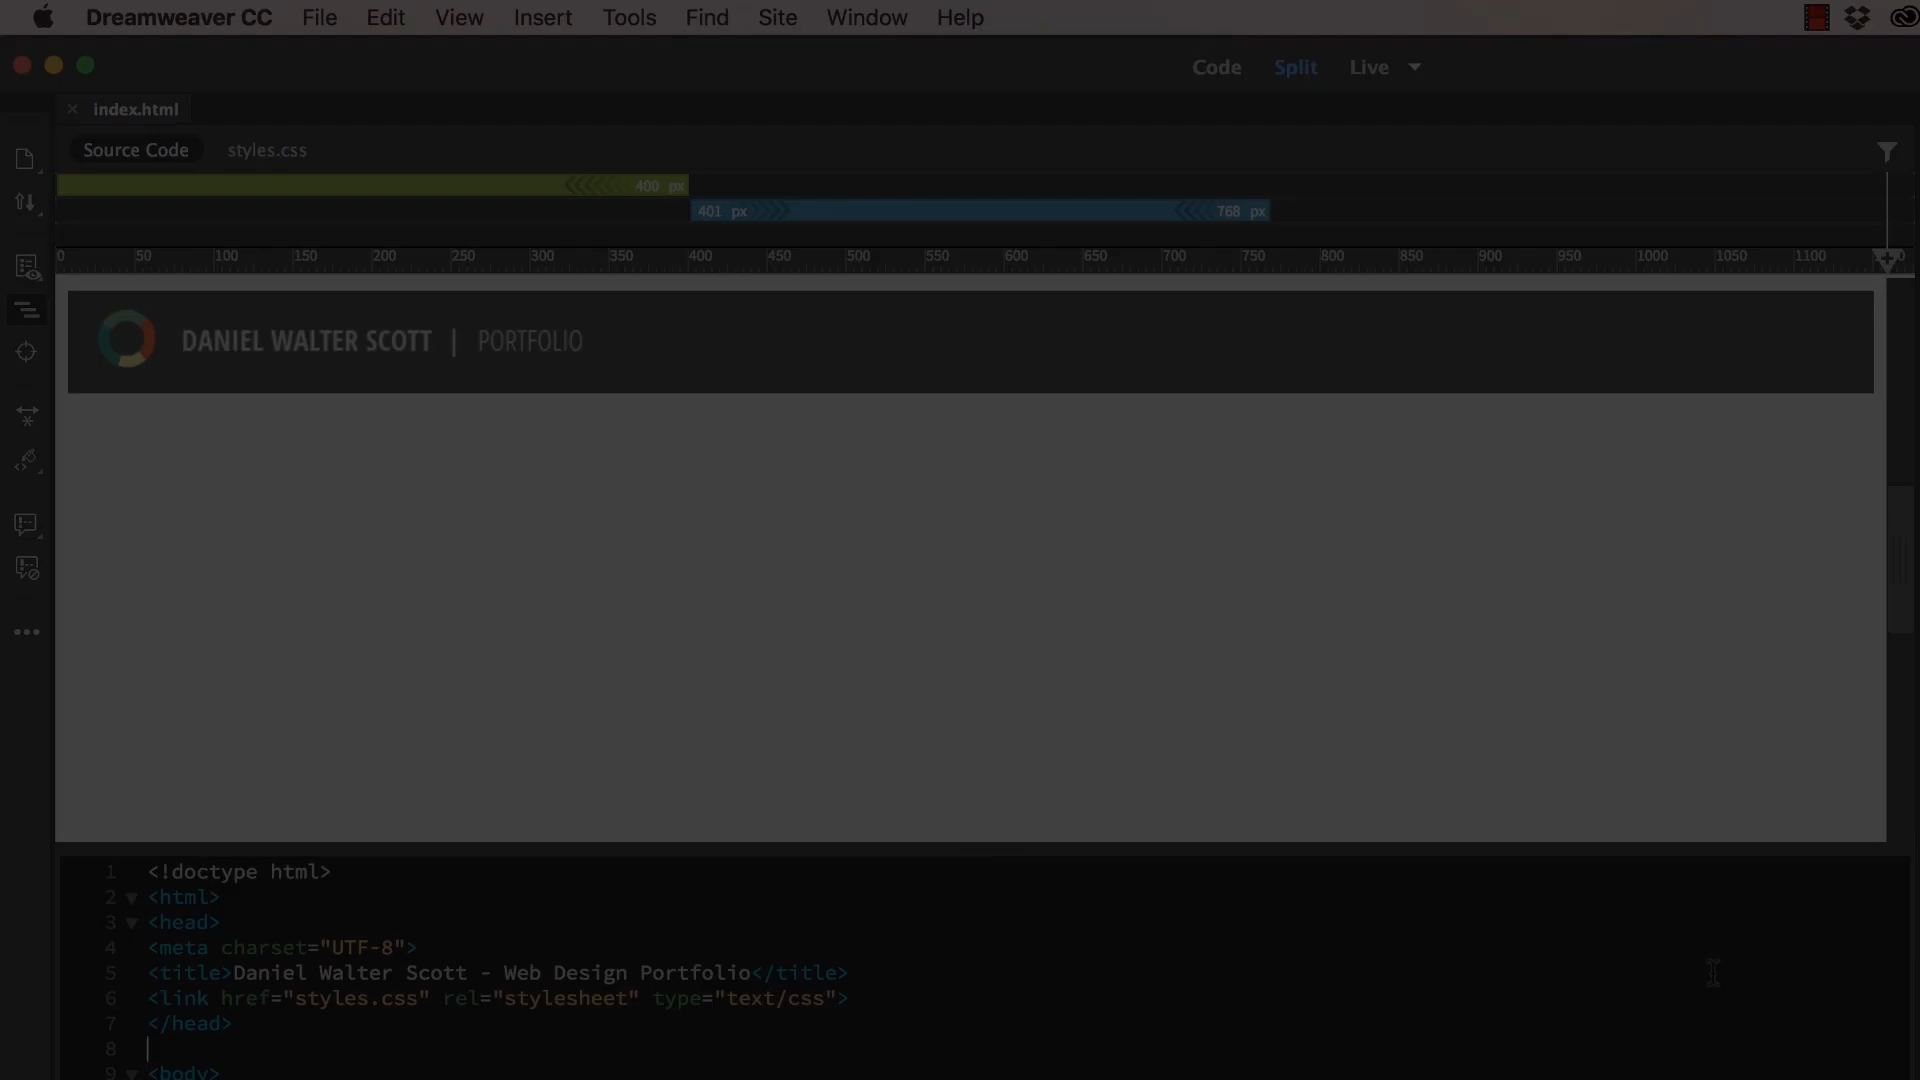 Dreamweaver CC File Edit View Insert Tools Find Site Window Help
Code Split Live
index.html
Source Code styles.css
400 px
401 px 768 px
0 50 100 150 200 250 300 350 400 450 500 550 600 650 700 750 800 850 900 950 1000 1050 1100
DANIEL WALTER SCOTT | PORTFOLIO
1 <!doctype html>
2 <html>
3 <head>
4 <meta charset="UTF-8">
5 <title>Daniel Walter Scott - Web Design Portfolio</title>
6 <link href="styles.css" rel="stylesheet" type="text/css">
7 </head>
8
9 <body>